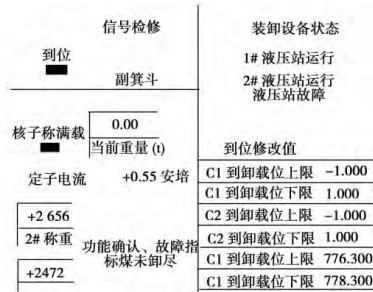 信号检修
到位
副箕斗
核子称满载
0.00
当前重量 (t)
定子电流
+0.55 安培
+2 656
2# 称重
功能确认、故障指
标煤未卸尽
+2472
装卸设备状态
1# 液压站运行
2# 液压站运行
液压站故障
到位修改值
C1 到卸载位上限 -1.000
C1 到卸载位下限 1.000
C2 到卸载位上限 -1.000
C2 到卸载位下限 1.000
C1 到卸载位上限 776.300
C1 到卸载位下限 778.300